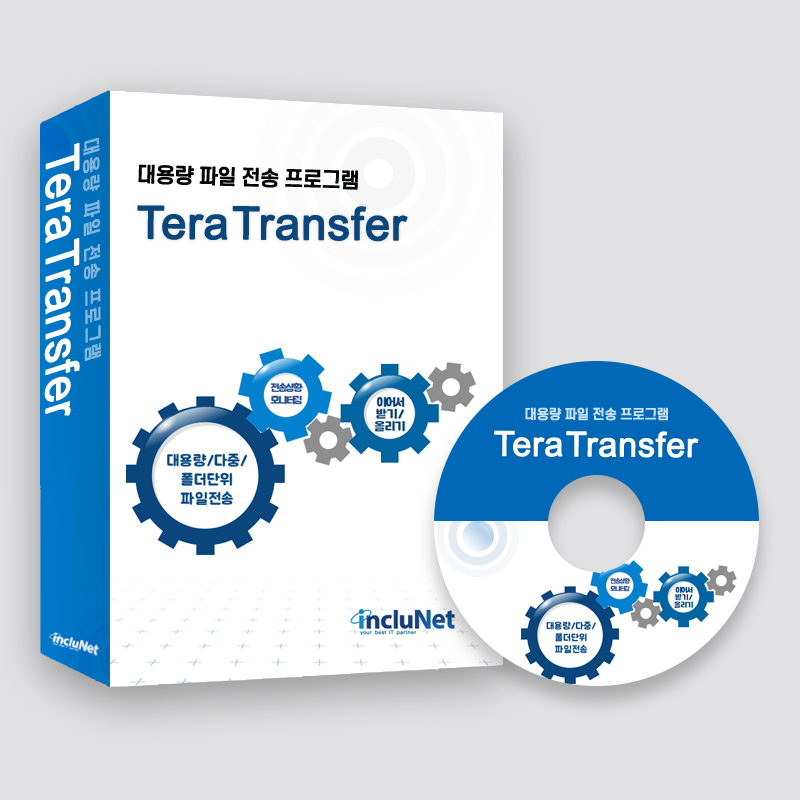 대용량 파일 전송 프로그램
TeraTransfer
incluNet
대용량 파일 전송 프로그램
TeraTransfer
전송상황
모니터링
이어서
받기/
올리기
대용량/다중/
폴더단위
파일전송
incluNet
your best IT partner
대용량 파일 전송 프로그램
TeraTransfer
전송상황
모니터링
이어서
받기/
올리기
대용량/다중/
폴더단위
파일전송